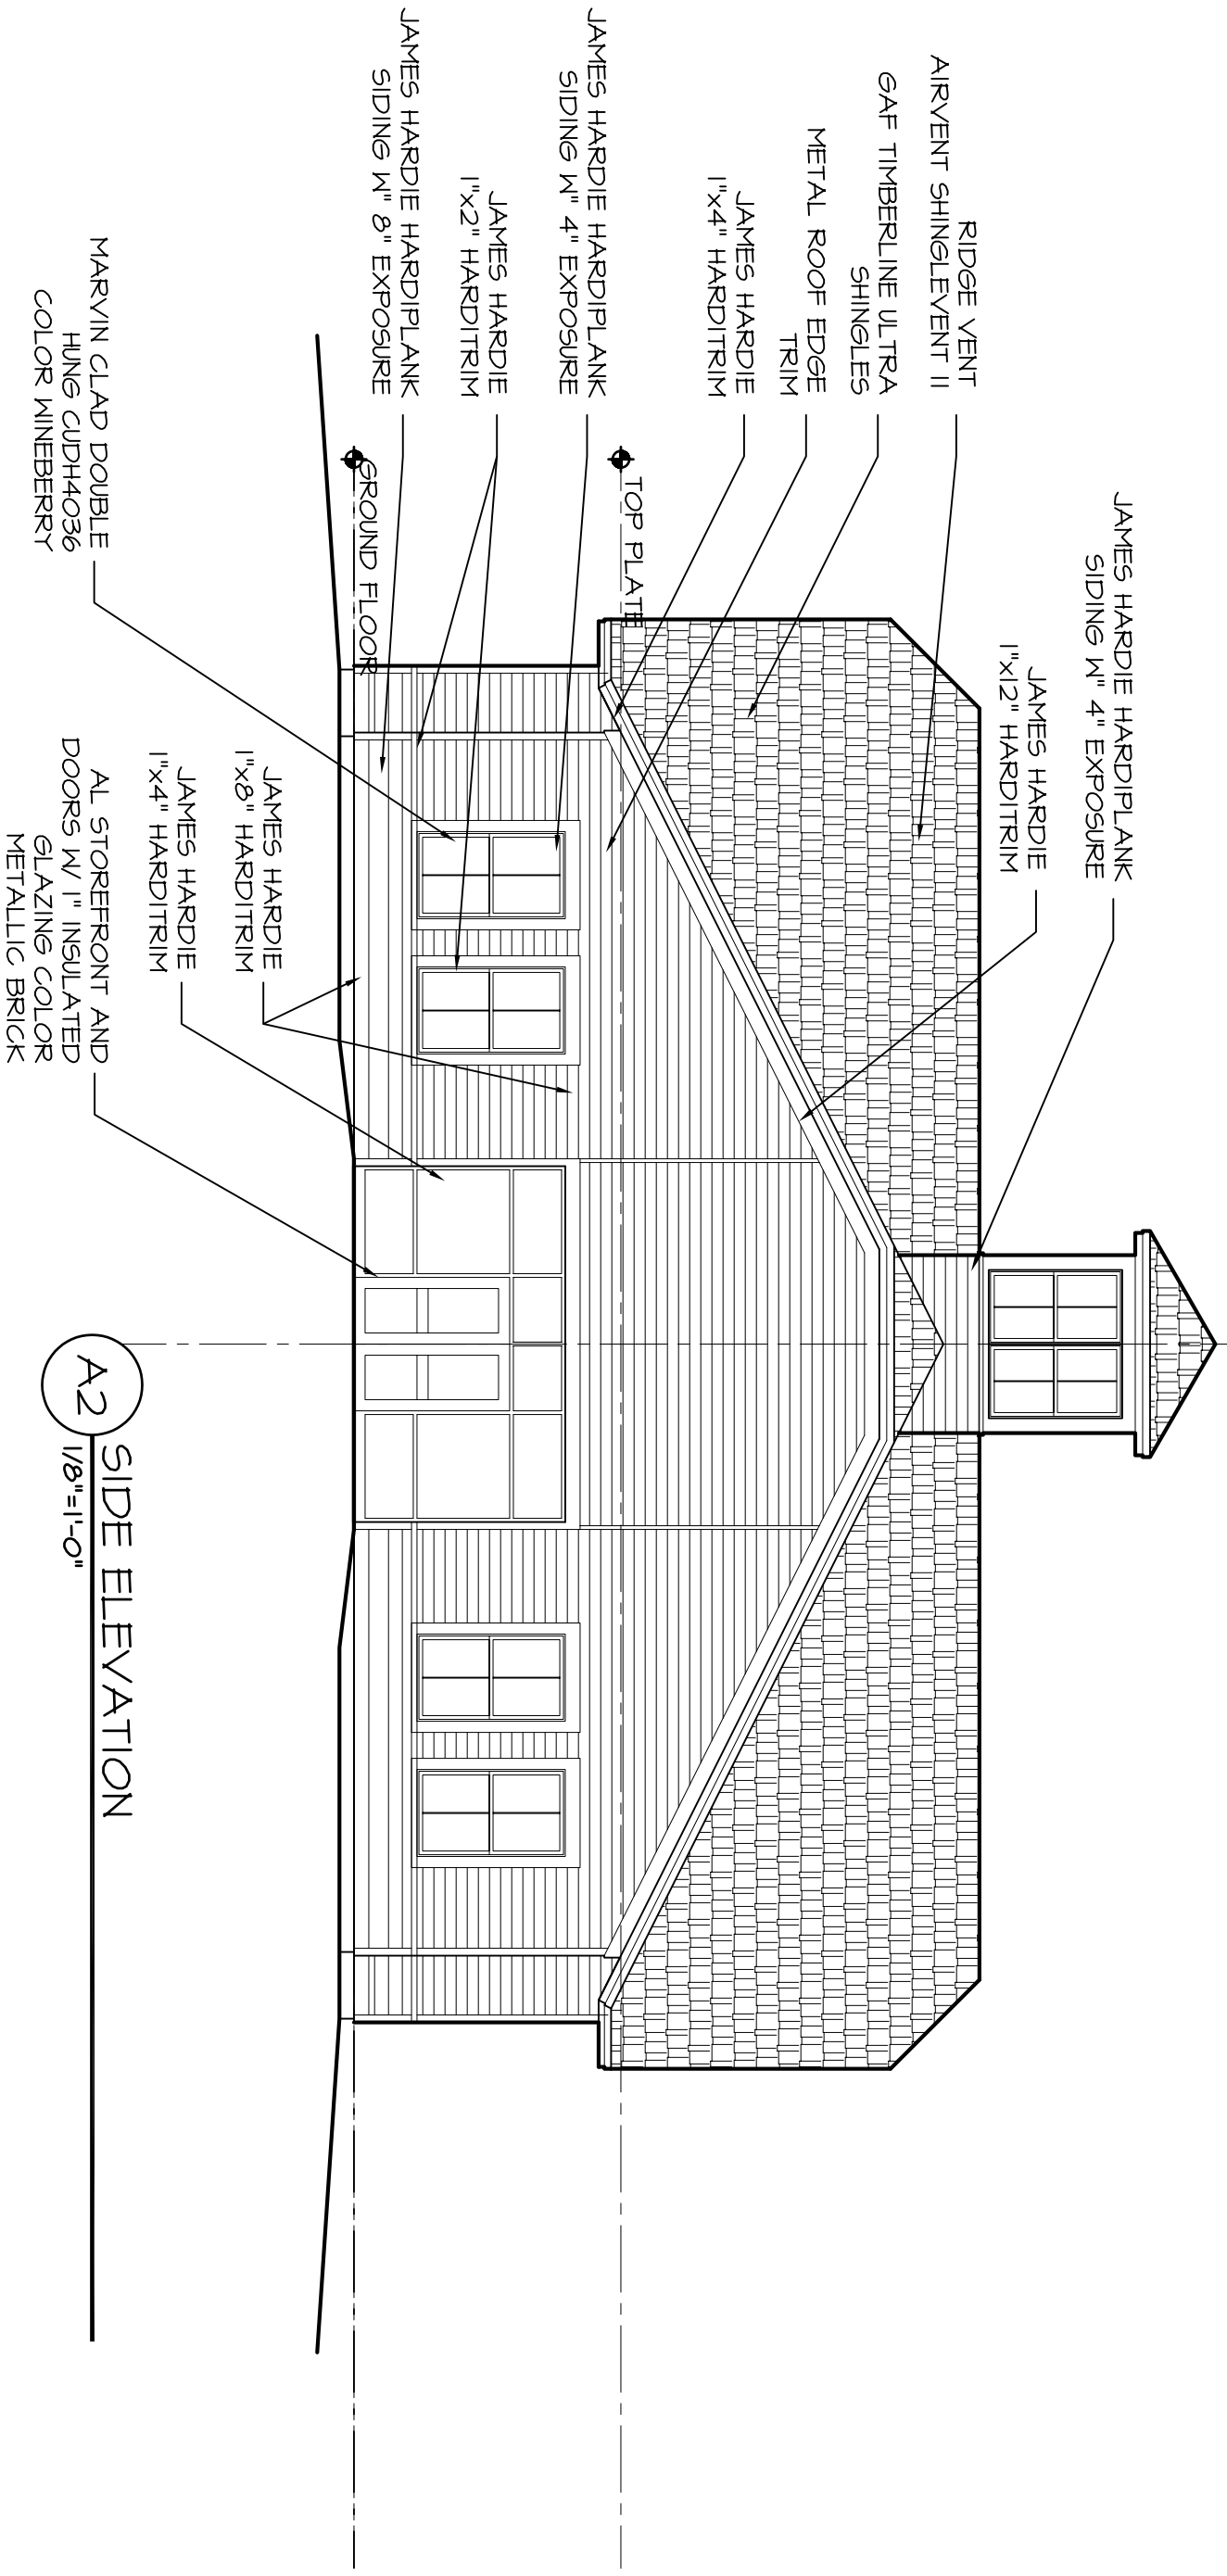 JAMES HARDIE HARDIPLANK
SIDING W" 4" EXPOSURE
JAMES HARDIE
1"x12" HARDITRIM
RIDGE VENT
AIRVENT SHINGLEVENT II
GAF TIMBERLINE ULTRA
SHINGLES
METAL ROOF EDGE
TRIM
JAMES HARDIE
1"x4" HARDITRIM
TOP PLATE
JAMES HARDIE HARDIPLANK
SIDING W" 4" EXPOSURE
JAMES HARDIE
1"x2" HARDITRIM
JAMES HARDIE HARDIPLANK
SIDING W" 8" EXPOSURE
GROUND FLOOR
MARVIN CLAD DOUBLE
HUNG CUDH4036
COLOR WINEBERRY
JAMES HARDIE
1"x8" HARDITRIM
JAMES HARDIE
1"x4" HARDITRIM
AL STOREFRONT AND
DOORS W/ 1" INSULATED
GLAZING COLOR
METALLIC BRICK
A2
SIDE ELEVATION
1/8"=1'-0"